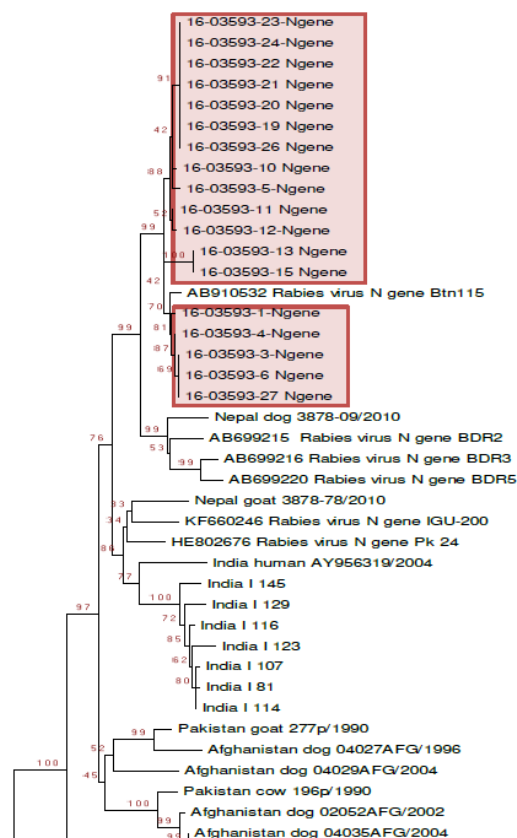 16-03593-23-Ngene
16-03593-24-Ngene
91
16-03593-22 Ngene
16-03593-21 Ngene
16-03593-20 Ngene
42
16-03593-19 Ngene
16-03593-26 Ngene
88
16-03593-10 Ngene
16-03593-5-Ngene
52
16-03593-11 Ngene
99
16-03593-12-Ngene
100
16-03593-13 Ngene
16-03593-15 Ngene
42
AB910532 Rabies virus N gene Btn115
70
16-03593-1-Ngene
99
81
16-03593-4-Ngene
87
16-03593-3-Ngene
69
16-03593-6 Ngene
16-03593-27 Ngene
Nepal dog 3878-09/2010
99
AB699215 Rabies virus N gene BDR2
76
53
AB699216 Rabies virus N gene BDR3
99
AB699220 Rabies virus N gene BDR5
Nepal goat 3878-78/2010
34
KF660246 Rabies virus N gene IGU-200
HE802676 Rabies virus N gene Pk 24
86
India human AY956319/2004
77
India I 145
100
India I 129
97
72
India I 116
85
India I 123
62
India I 107
80
India I 81
India I 114
Pakistan goat 277p/1990
99
52
Afghanistan dog 04027AFG/1996
100
45
Afghanistan dog 04029AFG/2004
Pakistan cow 196p/1990
100
Afghanistan dog 02052AFG/2002
99
Afghanistan dog 04035AFG/2004